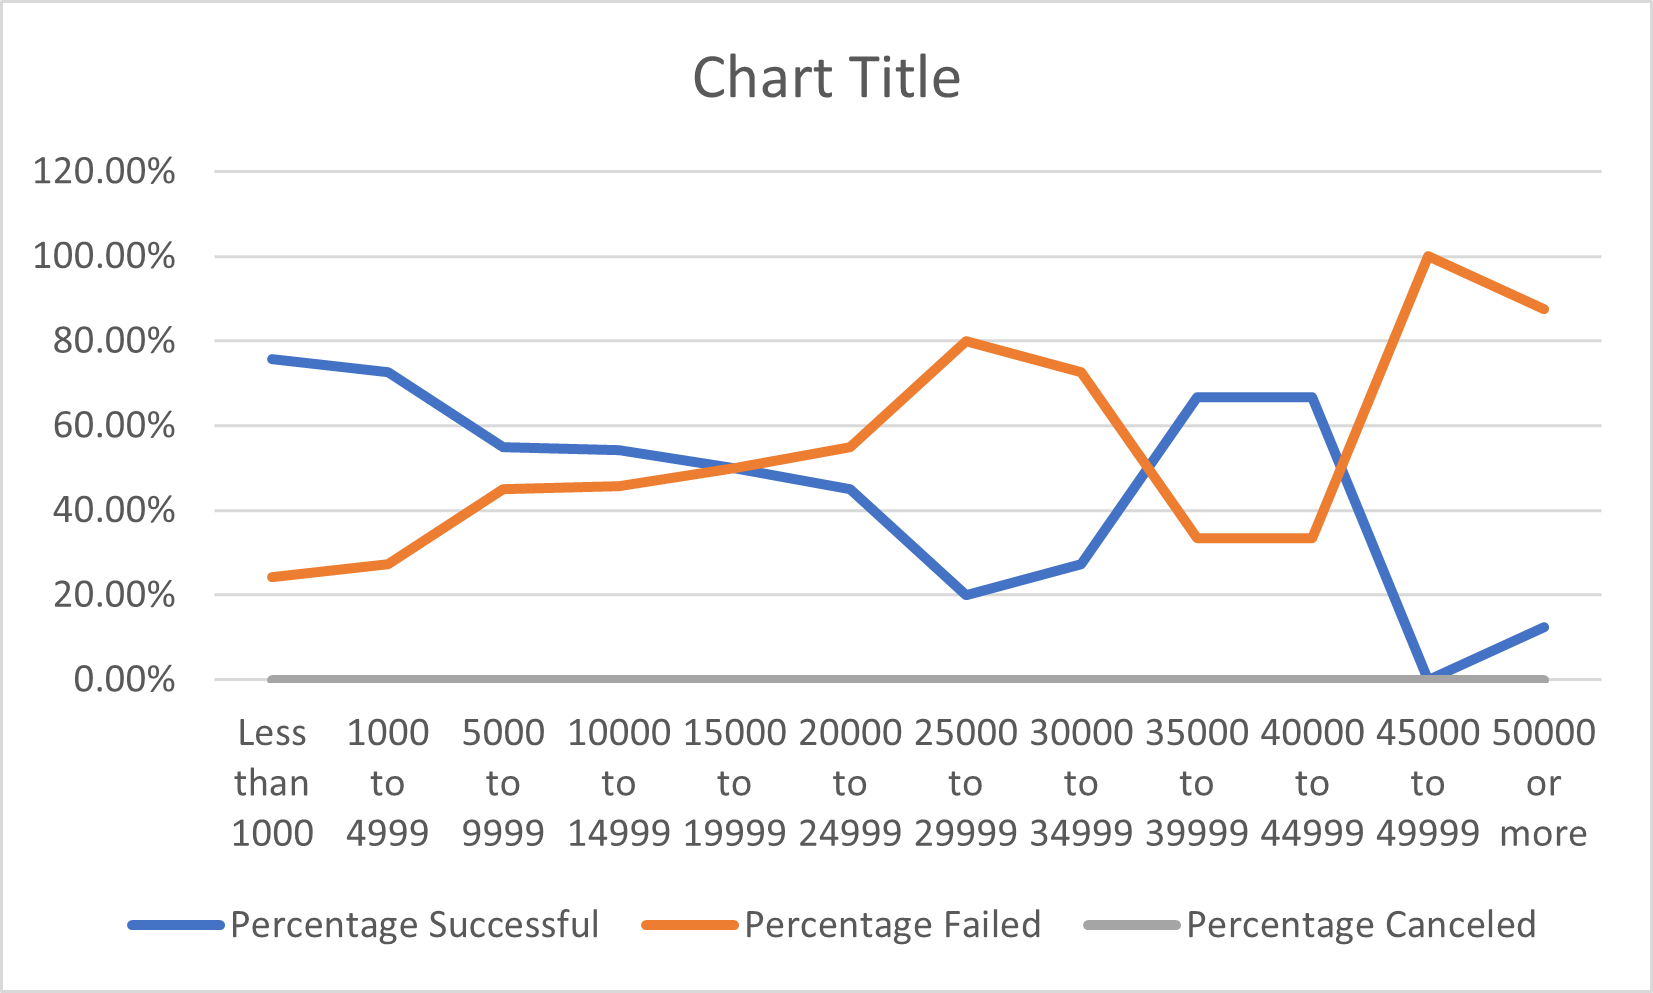 Chart Title
120.00%
100.00%
80.00%
60.00%
40.00%
20.00%
0.00%
Less than 1000
1000 to 4999
5000 to 9999
10000 to 14999
15000 to 19999
20000 to 24999
25000 to 29999
30000 to 34999
35000 to 39999
40000 to 44999
45000 to 49999
50000 or more
Percentage Successful
Percentage Failed
Percentage Canceled